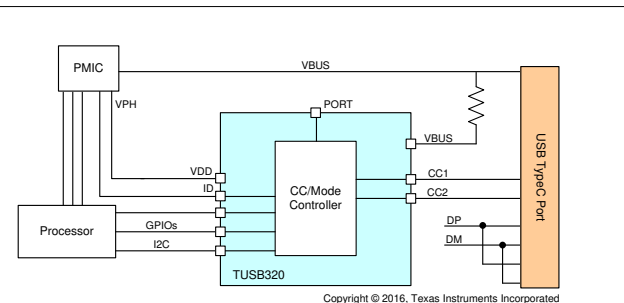 VBUS
PMIC
VPH
PORT
VBUS
USB TypeC Port
VDD
CC1
ID
CC/Mode
Controller
CC2
GPIOs
DP
Processor
I2C
DM
TUSB320
Copyright © 2016, Texas Instruments Incorporated